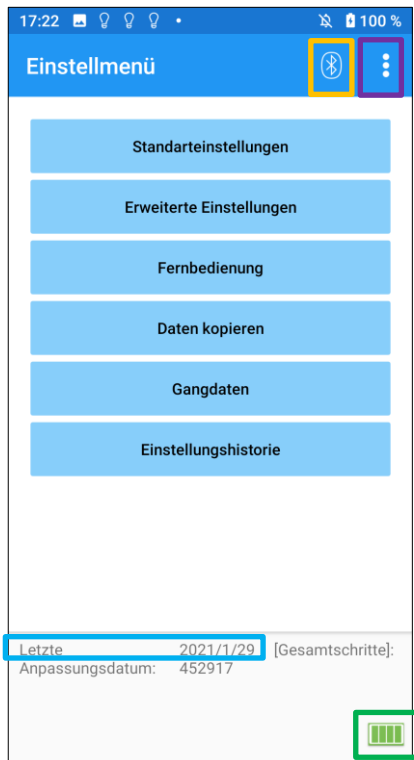 17:22 100 %
Einstellmenü
Standarteinstellungen
Erweiterte Einstellungen
Fernbedienung
Daten kopieren
Gangdaten
Einstellungshistorie
Letzte 2021/1/29 [Gesamtschritte]:
Anpassungsdatum: 452917